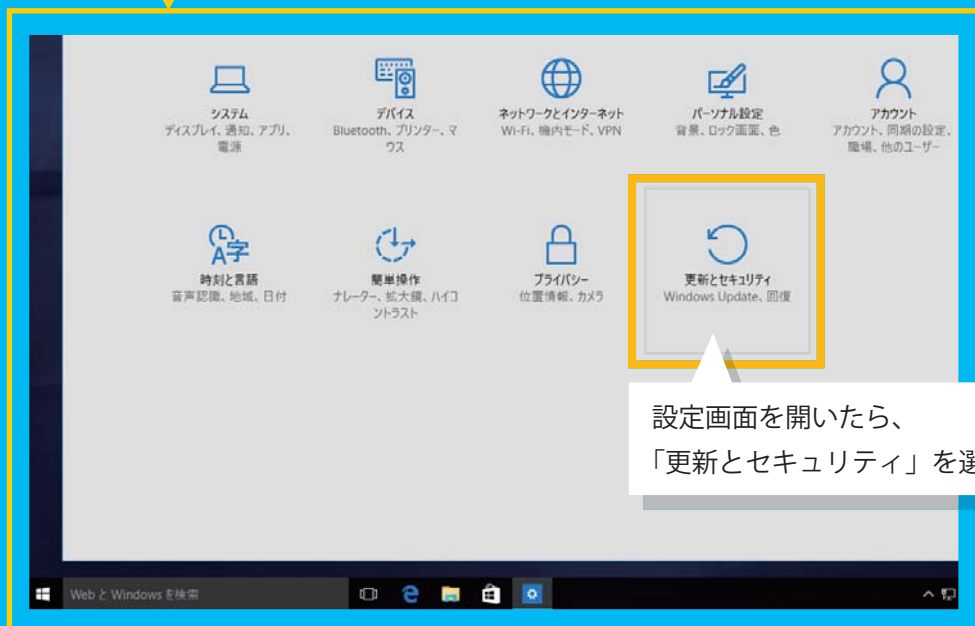 システム
ディスプレイ、通知、アプリ、
電源
デバイス
Bluetooth、プリンター、マ
ウス
ネットワークとインターネット
Wi-Fi、機内モード、VPN
パーソナル設定
背景、ロック画面、色
アカウント
アカウント、同期の設定、
職場、他のユーザー
字
A
時刻と言語
音声認識、地域、日付
簡単操作
ナレーター、拡大鏡、ハイコ
ントラスト
プライバシー
位置情報、カメラ
更新とセキュリティ
Windows Update、回復
設定画面を開いたら、
「更新とセキュリティ」を選
Web と Windows を検索